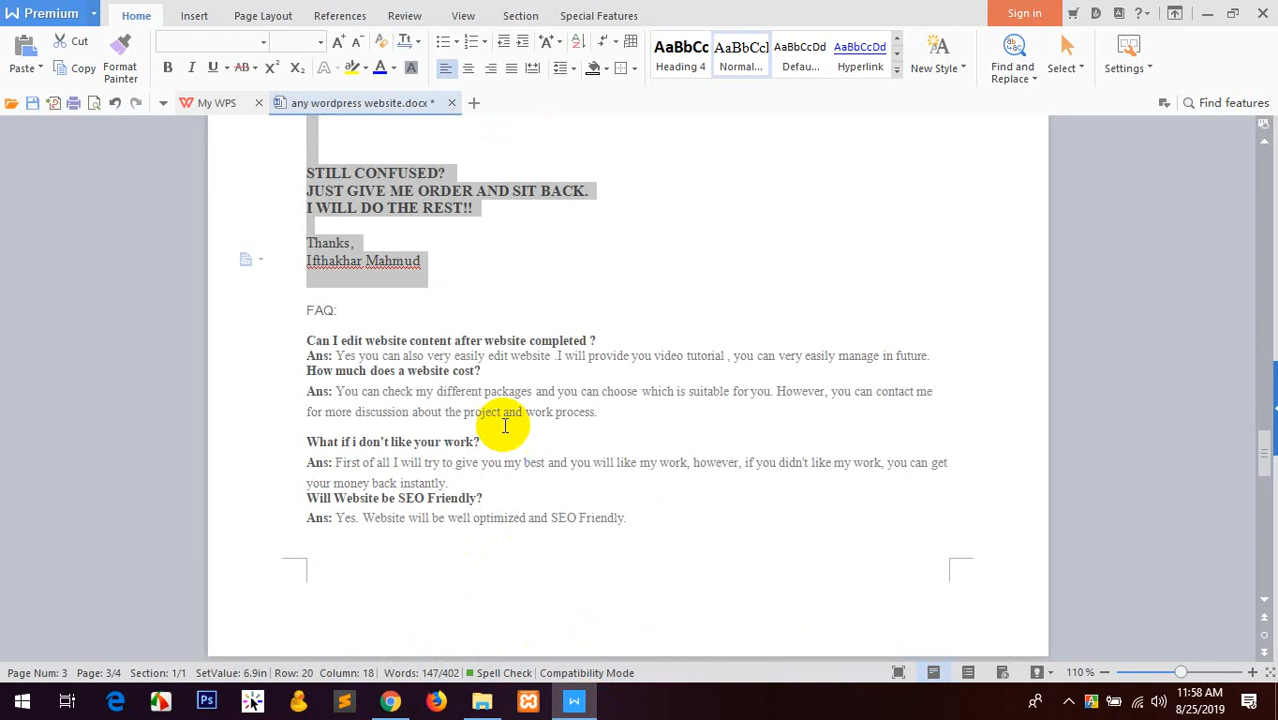 Premium
Home
Insert
Page Layout
References
Review
View
Section
Special Features
Sign in
Paste
Cut
Copy
Format
Painter
B I U AB X² X₂ A
AaBbCc
Heading 4
AaBbCcl
Normal...
AaBbCcDd
Defau...
AaBbCcDd
Hyperlink
New Style
Find and
Replace
Select
Settings
My WPS
any wordpress website.docx *
Find features
STILL CONFUSED?
JUST GIVE ME ORDER AND SIT BACK.
I WILL DO THE REST!!
Thanks,
Ifthakhar Mahmud
FAQ:
Can I edit website content after website completed ?
Ans: Yes you can also very easily edit website .I will provide you video tutorial , you can very easily manage in future.
How much does a website cost?
Ans: You can check my different packages and you can choose which is suitable for you. However, you can contact me
for more discussion about the project and work process.
What if i don't like your work?
Ans: First of all I will try to give you my best and you will like my work, however, if you didn't like my work, you can get
your money back instantly.
Will Website be SEO Friendly?
Ans: Yes. Website will be well optimized and SEO Friendly.
Page Num: 3 Page: 3/4 Section: 1/1 SetValue: 6.9in Row: 20 Column: 18 Words: 147/402 Spell Check Compatibility Mode
110 %
Ps
11:58 AM
8/25/2019